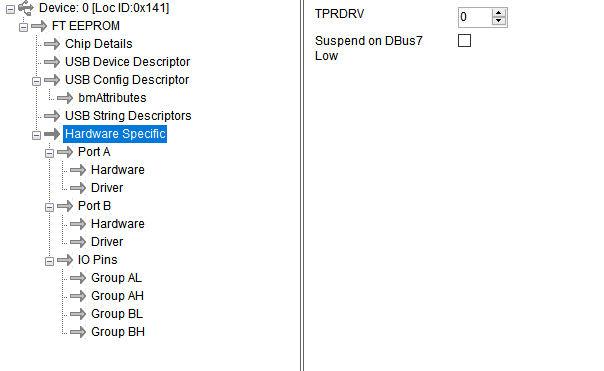 Device: 0 [Loc ID:0x141]
FT EEPROM
Chip Details
USB Device Descriptor
USB Config Descriptor
bmAttributes
USB String Descriptors
Hardware Specific
Port A
Hardware
Driver
Port B
Hardware
Driver
IO Pins
Group AL
Group AH
Group BL
Group BH
TPRDRV
0
Suspend on DBus7
Low